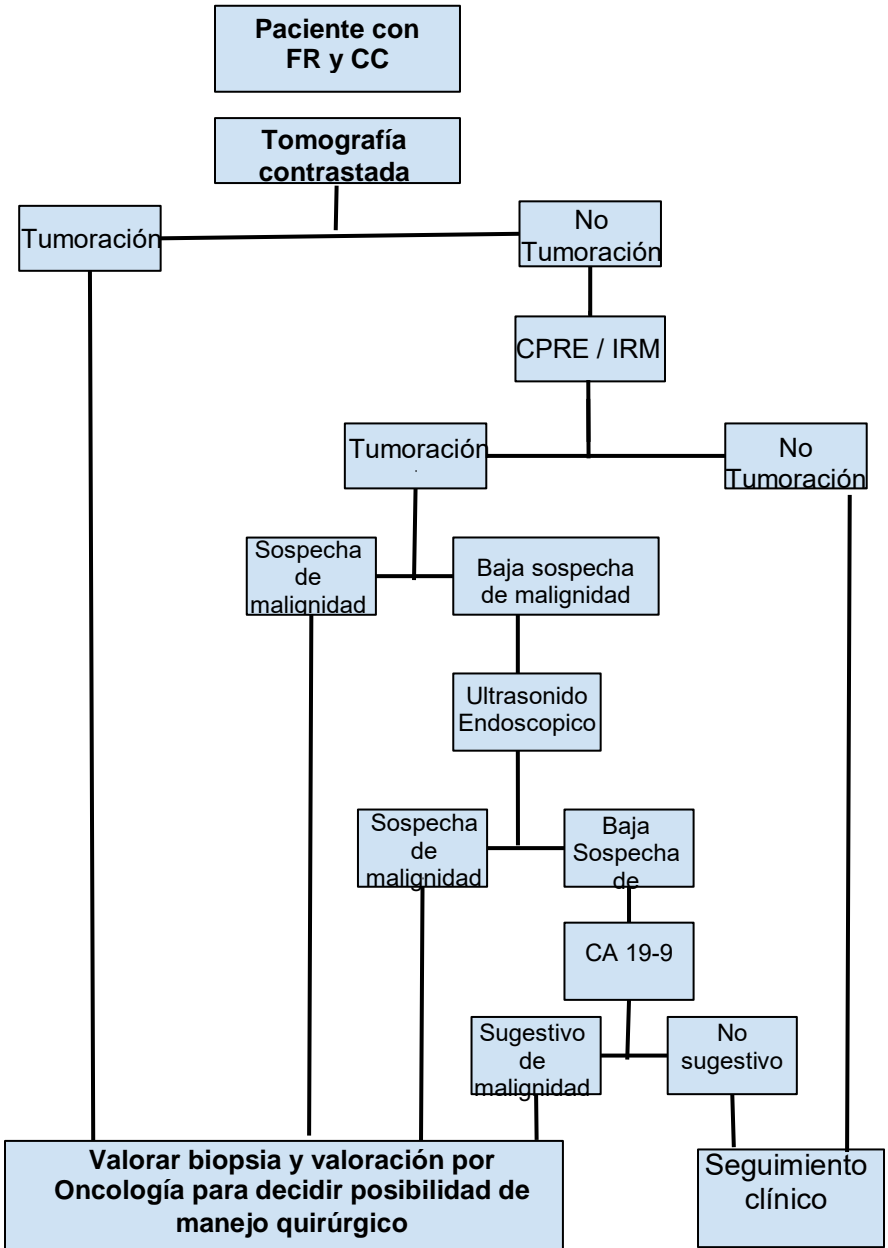 Paciente con
FR y CC
Tomografía
contrastada
Tumoración
No
Tumoración
CPRE / IRM
Tumoración
.
No
Tumoración
Sospecha
de
malignidad
Baja sospecha
de malignidad
Ultrasonido
Endoscopico
Sospecha
de
malignidad
Baja
Sospecha
de
CA 19-9
Sugestivo
de
malignidad
No
sugestivo
Valorar biopsia y valoración por
Oncología para decidir posibilidad de
manejo quirúrgico
Seguimiento
clínico